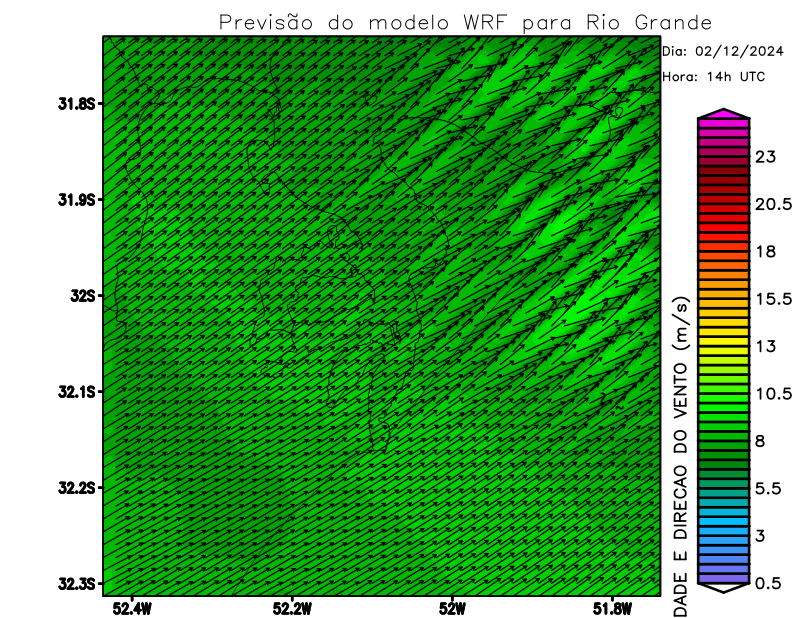 Previsão do modelo WRF para Rio Grande
Dia: 02/12/2024
Hora: 14h UTC
31.8S
31.9S
32S
32.1S
32.2S
32.3S
52.4W
52.2W
52W
51.8W
23
20.5
18
15.5
13
10.5
8
5.5
3
0.5
DADE E DIRECAO DO VENTO (m/s)